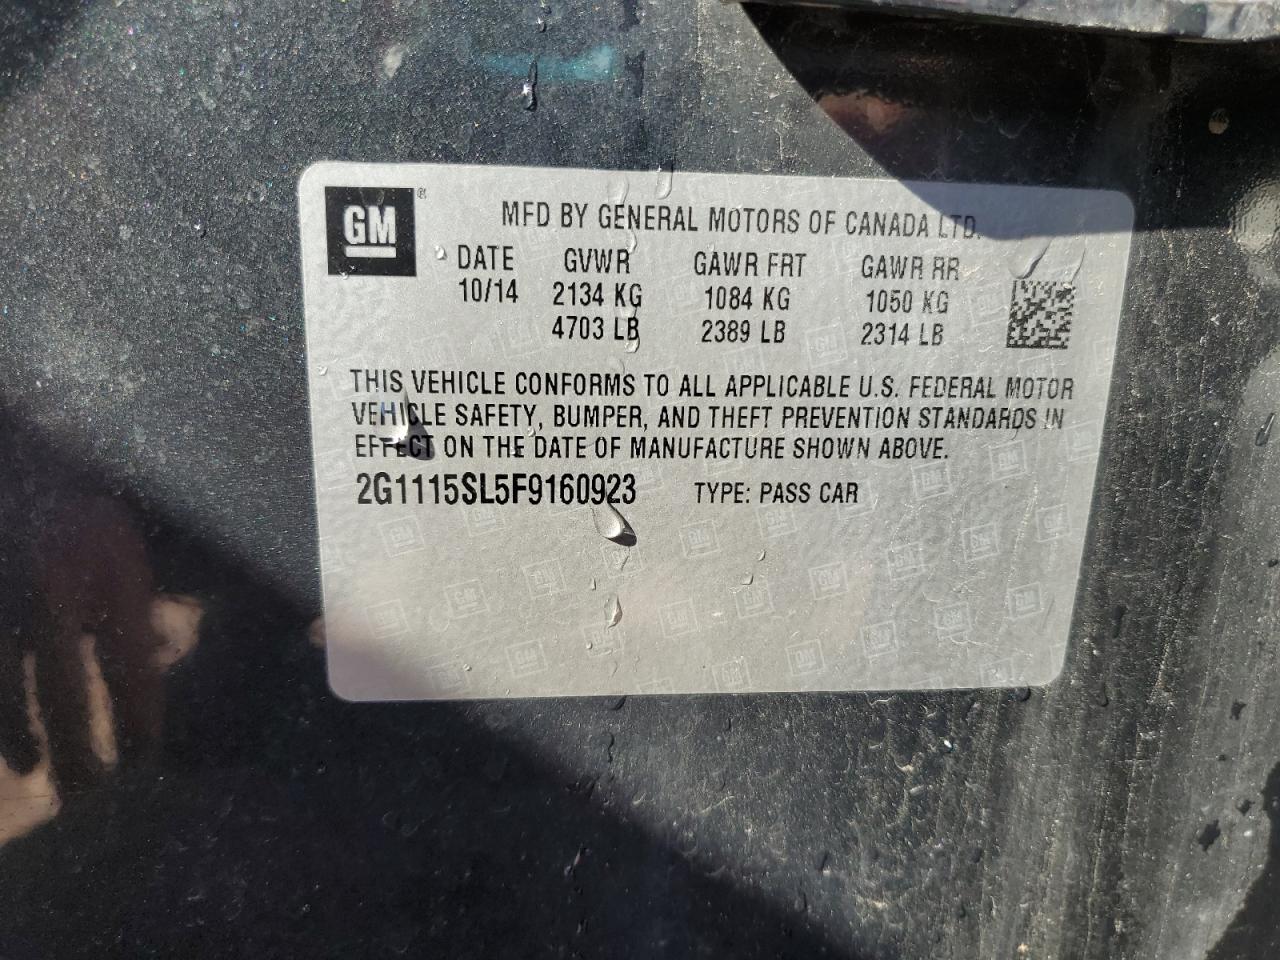 GM®
MFD BY GENERAL MOTORS OF CANADA LTD.
DATE GVWR GAWR FRT GAWR RR
10/14 2134 KG 1084 KG 1050 KG
4703 LB 2389 LB 2314 LB
THIS VEHICLE CONFORMS TO ALL APPLICABLE U.S. FEDERAL MOTOR
VEHICLE SAFETY, BUMPER, AND THEFT PREVENTION STANDARDS IN
EFFECT ON THE DATE OF MANUFACTURE SHOWN ABOVE.
2G1115SL5F9160923 TYPE: PASS CAR